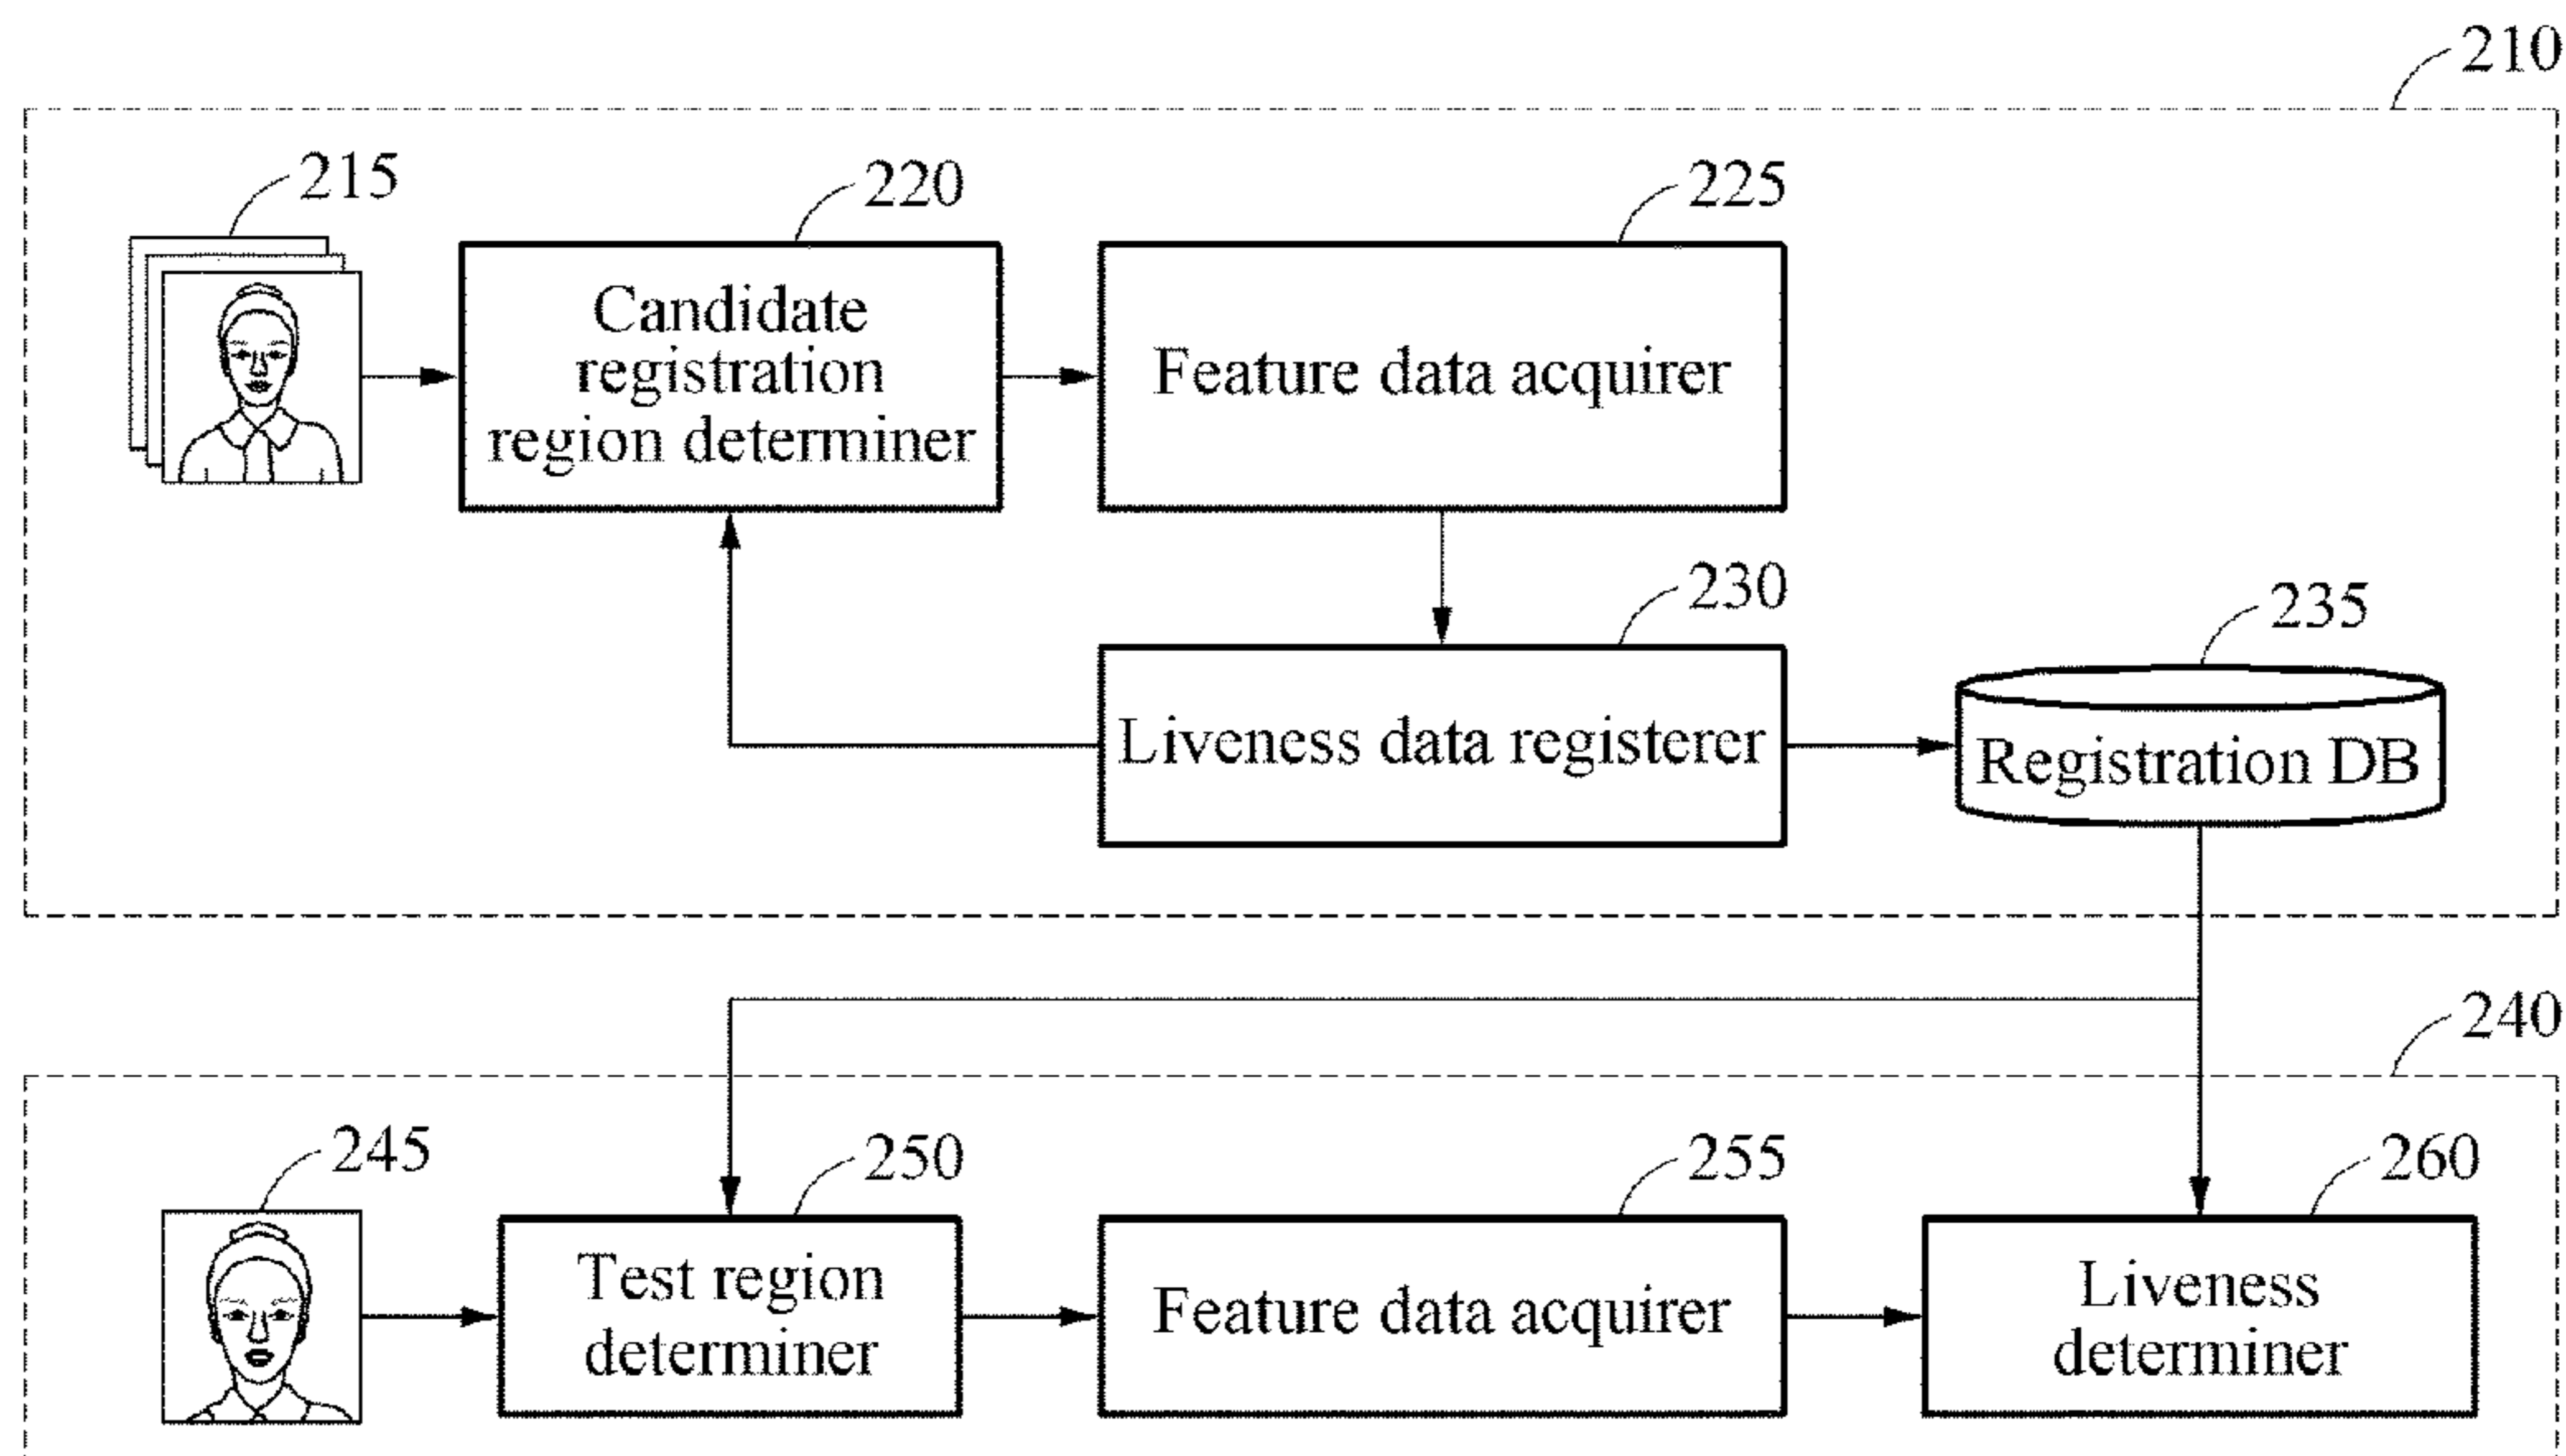 210
215
220
225
Candidate
registration
region determiner
Feature data acquirer
230
235
Liveness data registerer
Registration DB
240
245
250
255
260
Test region
determiner
Feature data acquirer
Liveness
determiner